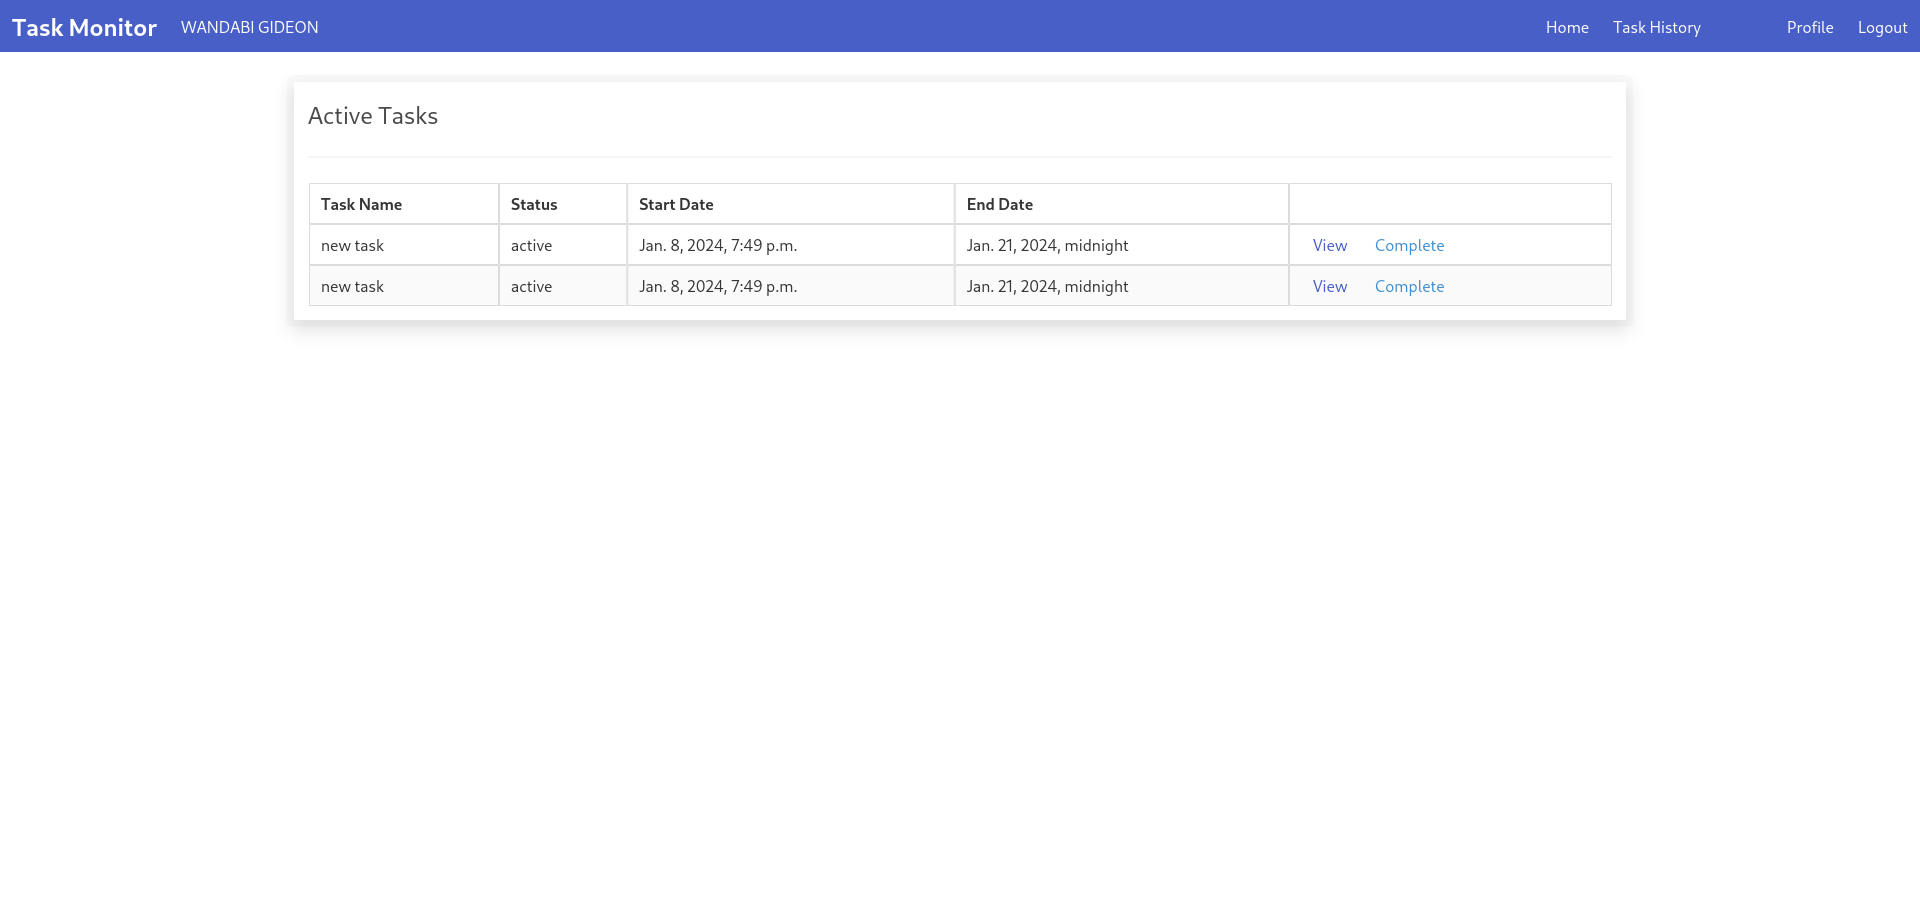 Task Monitor WANDABI GIDEON Home Task History Profile Logout
Active Tasks
Task Name Status Start Date End Date
new task active Jan. 8, 2024, 7:49 p.m. Jan. 21, 2024, midnight View Complete
new task active Jan. 8, 2024, 7:49 p.m. Jan. 21, 2024, midnight View Complete